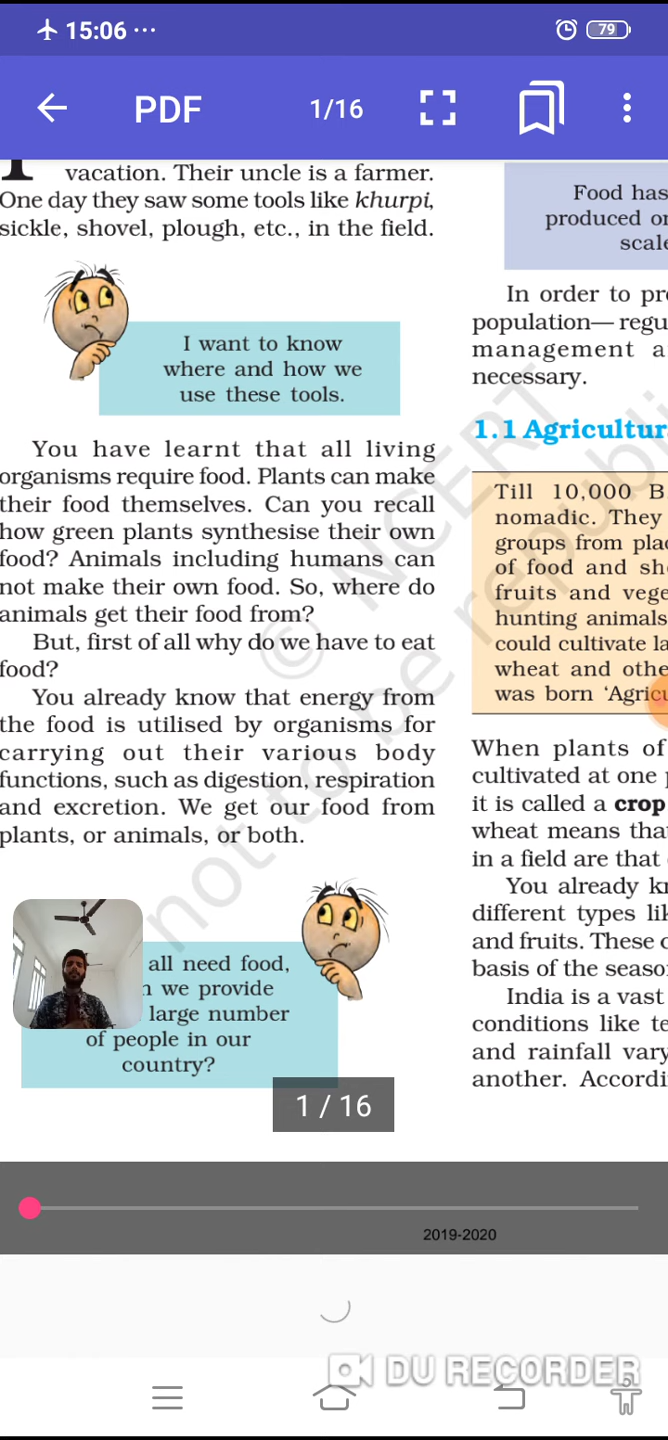 15:06 ...
79
PDF
1/16
vacation. Their uncle is a farmer.
One day they saw some tools like khurpi,
sickle, shovel, plough, etc., in the field.
I want to know
where and how we
use these tools.
You have learnt that all living
organisms require food. Plants can make
their food themselves. Can you recall
how green plants synthesise their own
food? Animals including humans can
not make their own food. So, where do
animals get their food from?
But, first of all why do we have to eat
food?
You already know that energy from
the food is utilised by organisms for
carrying out their various body
functions, such as digestion, respiration
and excretion. We get our food from
plants, or animals, or both.
all need food,
we provide
large number
of people in our
country?
Food has
produced on
scale
In order to pr
population— regu
management a
necessary.
1.1 Agricultur
Till 10,000 B
nomadic. They
groups from plac
of food and sh
fruits and vege
hunting animals
could cultivate la
wheat and othe
was born ‘Agricu
When plants of
cultivated at one p
it is called a crop
wheat means tha
in a field are that
You already kn
different types lik
and fruits. These c
basis of the seaso
India is a vast
conditions like te
and rainfall vary
another. Accordi
© NCERT
not to be republi
1 / 16
2019-2020
DU RECORDER